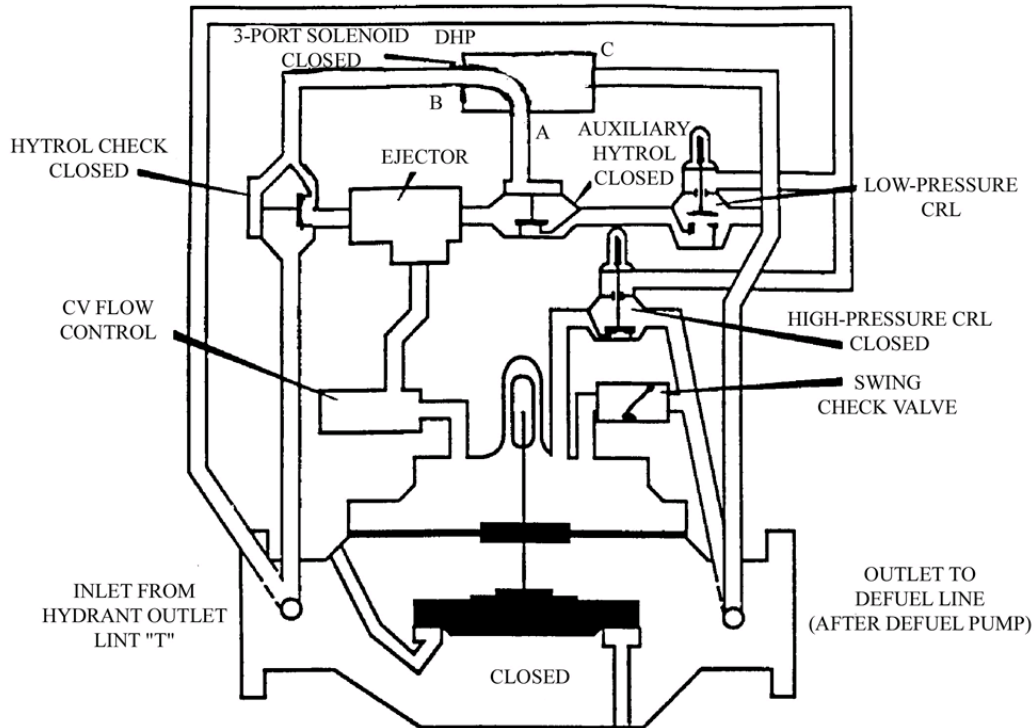 3-PORT SOLENOID
CLOSED
DHP
C
B
A
HYTROL CHECK
CLOSED
EJECTOR
AUXILIARY
HYTROL
CLOSED
LOW-PRESSURE
CRL
CV FLOW
CONTROL
HIGH-PRESSURE CRL
CLOSED
SWING
CHECK VALVE
INLET FROM
HYDRANT OUTLET
LINT "T"
OUTLET TO
DEFUEL LINE
(AFTER DEFUEL PUMP)
CLOSED